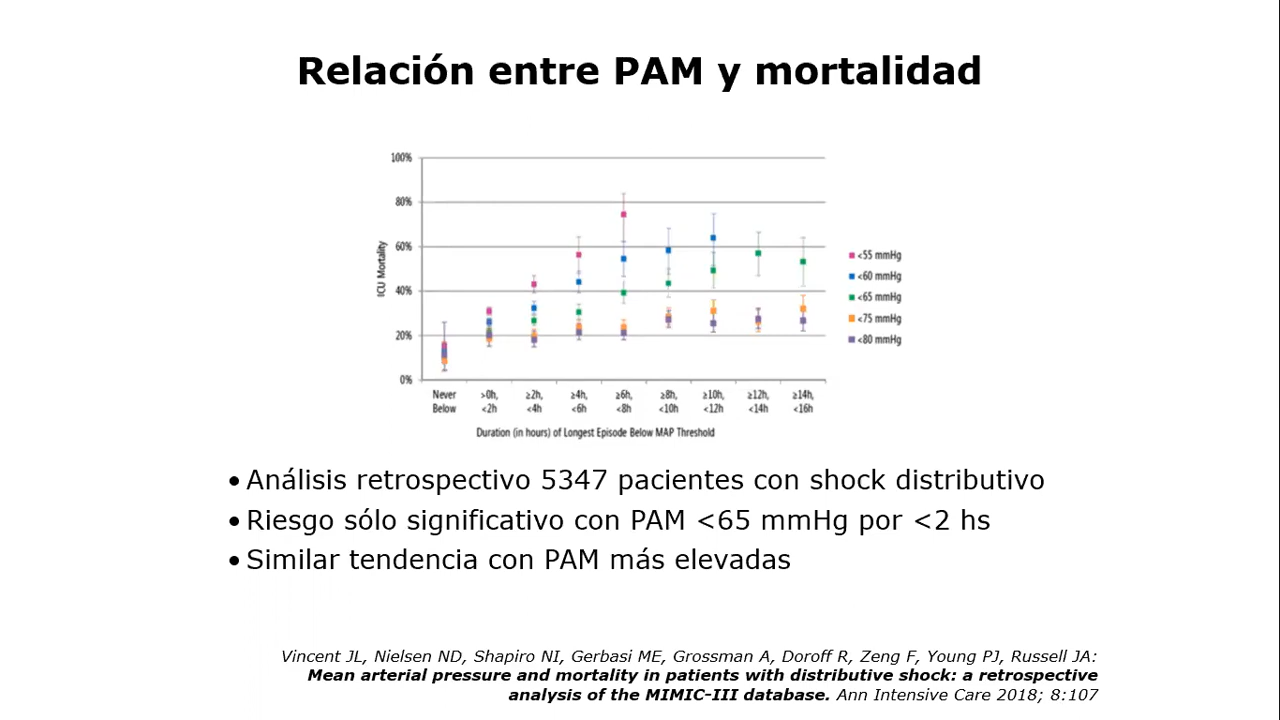 Relación entre PAM y mortalidad
100%
80%
60%
40%
20%
0%
ICU Mortality
<55 mmHg
<60 mmHg
<65 mmHg
<75 mmHg
<80 mmHg
Never Below
>0h, <2h
≥2h, <4h
≥4h, <6h
≥6h, <8h
≥8h, <10h
≥10h, <12h
≥12h, <14h
≥14h, <16h
Duration (in hours) of Longest Episode Below MAP Threshold
• Análisis retrospectivo 5347 pacientes con shock distributivo
• Riesgo sólo significativo con PAM <65 mmHg por <2 hs
• Similar tendencia con PAM más elevadas
Vincent JL, Nielsen ND, Shapiro NI, Gerbasi ME, Grossman A, Doroff R, Zeng F, Young PJ, Russell JA:
Mean arterial pressure and mortality in patients with distributive shock: a retrospective
analysis of the MIMIC-III database. Ann Intensive Care 2018; 8:107